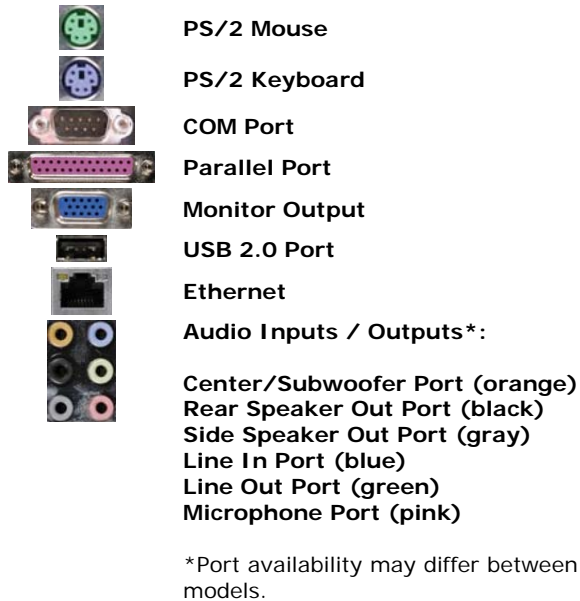 PS/2 Mouse
PS/2 Keyboard
COM Port
Parallel Port
Monitor Output
USB 2.0 Port
Ethernet
Audio Inputs / Outputs*:
Center/Subwoofer Port (orange)
Rear Speaker Out Port (black)
Side Speaker Out Port (gray)
Line In Port (blue)
Line Out Port (green)
Microphone Port (pink)
*Port availability may differ between
models.